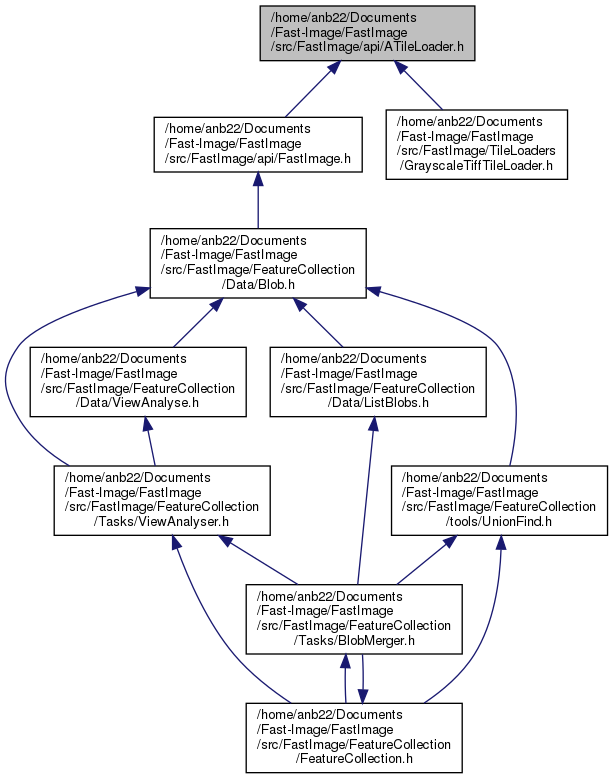 /home/anb22/Documents
/Fast-Image/FastImage
/src/FastImage/api/ATileLoader.h
/home/anb22/Documents
/Fast-Image/FastImage
/src/FastImage/api/FastImage.h
/home/anb22/Documents
/Fast-Image/FastImage
/src/FastImage/TileLoaders
/GrayscaleTiffTileLoader.h
/home/anb22/Documents
/Fast-Image/FastImage
/src/FastImage/FeatureCollection
/Data/Blob.h
/home/anb22/Documents
/Fast-Image/FastImage
/src/FastImage/FeatureCollection
/Data/ViewAnalyse.h
/home/anb22/Documents
/Fast-Image/FastImage
/src/FastImage/FeatureCollection
/Data/ListBlobs.h
/home/anb22/Documents
/Fast-Image/FastImage
/src/FastImage/FeatureCollection
/Tasks/ViewAnalyser.h
/home/anb22/Documents
/Fast-Image/FastImage
/src/FastImage/FeatureCollection
/tools/UnionFind.h
/home/anb22/Documents
/Fast-Image/FastImage
/src/FastImage/FeatureCollection
/Tasks/BlobMerger.h
/home/anb22/Documents
/Fast-Image/FastImage
/src/FastImage/FeatureCollection
/FeatureCollection.h